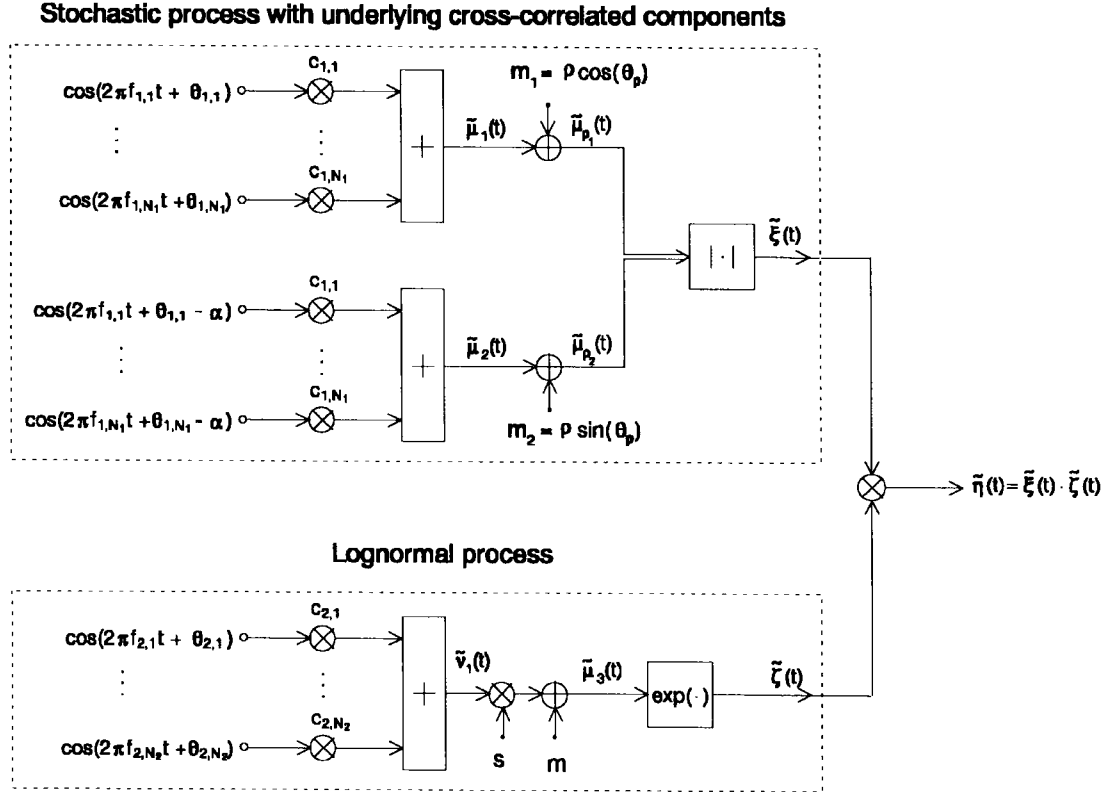 Stochastic process with underlying cross-correlated components
c₁,₁
cos(2πf₁,₁t + θ₁,₁)
⋮ ⋮
c₁,N₁
cos(2πf₁,N₁t +θ₁,N₁)
+
μ̃₁(t)
m₁ = ρ cos(θρ)
μ̃ρ₁(t)
c₁,₁
cos(2πf₁,₁t + θ₁,₁ - α)
⋮ ⋮
c₁,N₁
cos(2πf₁,N₁t +θ₁,N₁ - α)
+
μ̃₂(t)
m₂ = ρ sin(θρ)
μ̃ρ₂(t)
|·|
ξ̃(t)
η̃(t) = ξ̃(t) · ζ̃(t)
Lognormal process
c₂,₁
cos(2πf₂,₁t + θ₂,₁)
⋮ ⋮
c₂,N₂
cos(2πf₂,N₂t +θ₂,N₂)
+
ν̃₁(t)
s
m
μ̃₃(t)
exp(·)
ζ̃(t)